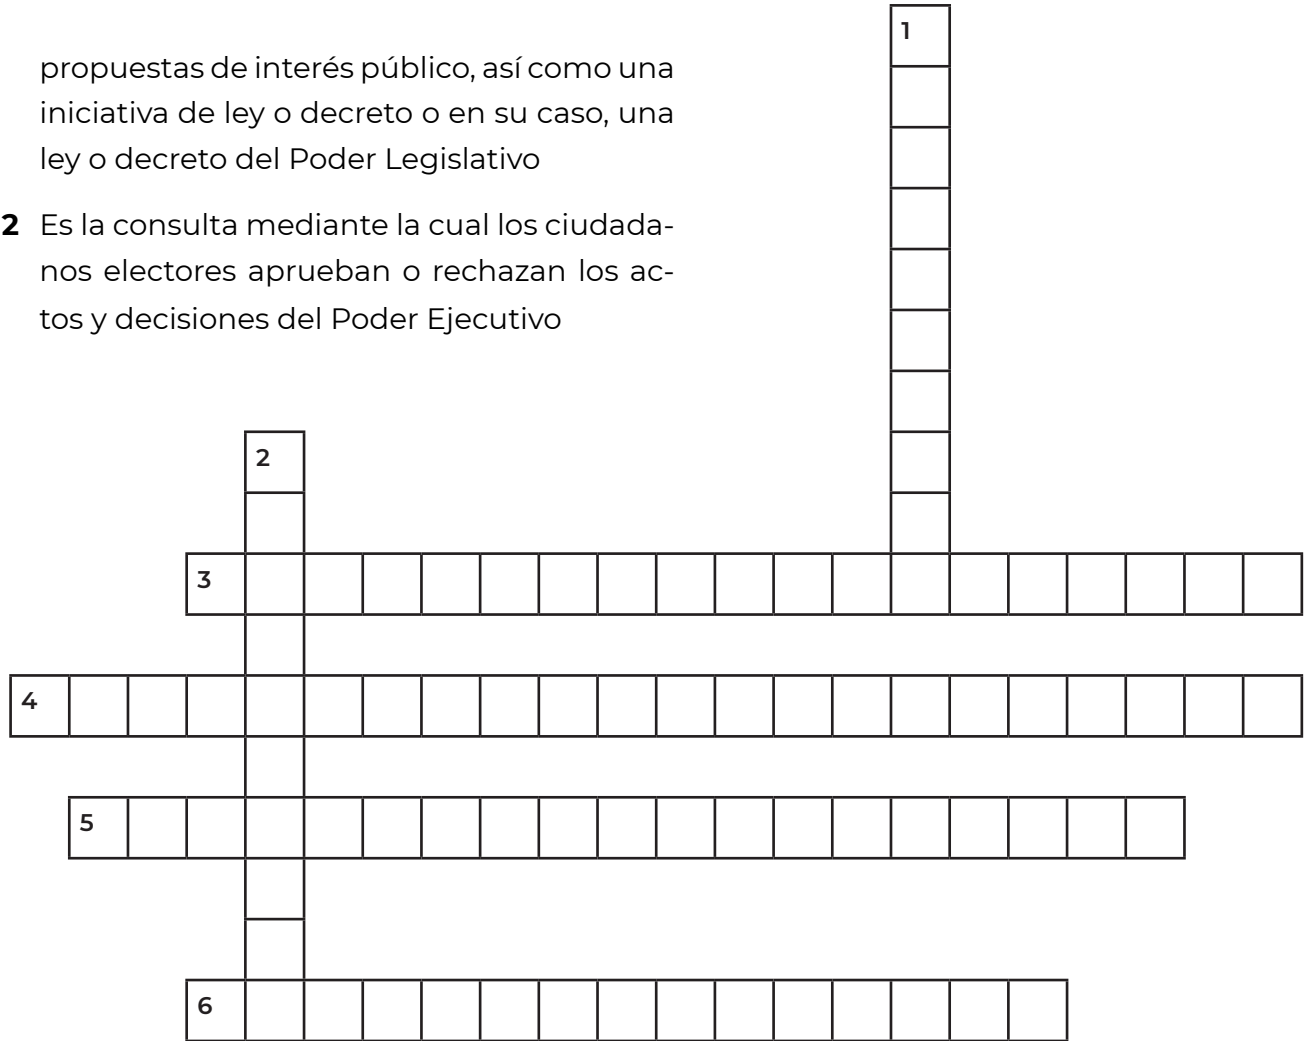 1
propuestas de interés público, así como una
iniciativa de ley o decreto o en su caso, una
ley o decreto del Poder Legislativo
2 Es la consulta mediante la cual los ciudada-
nos electores aprueban o rechazan los ac-
tos y decisiones del Poder Ejecutivo
2
3
4
5
6